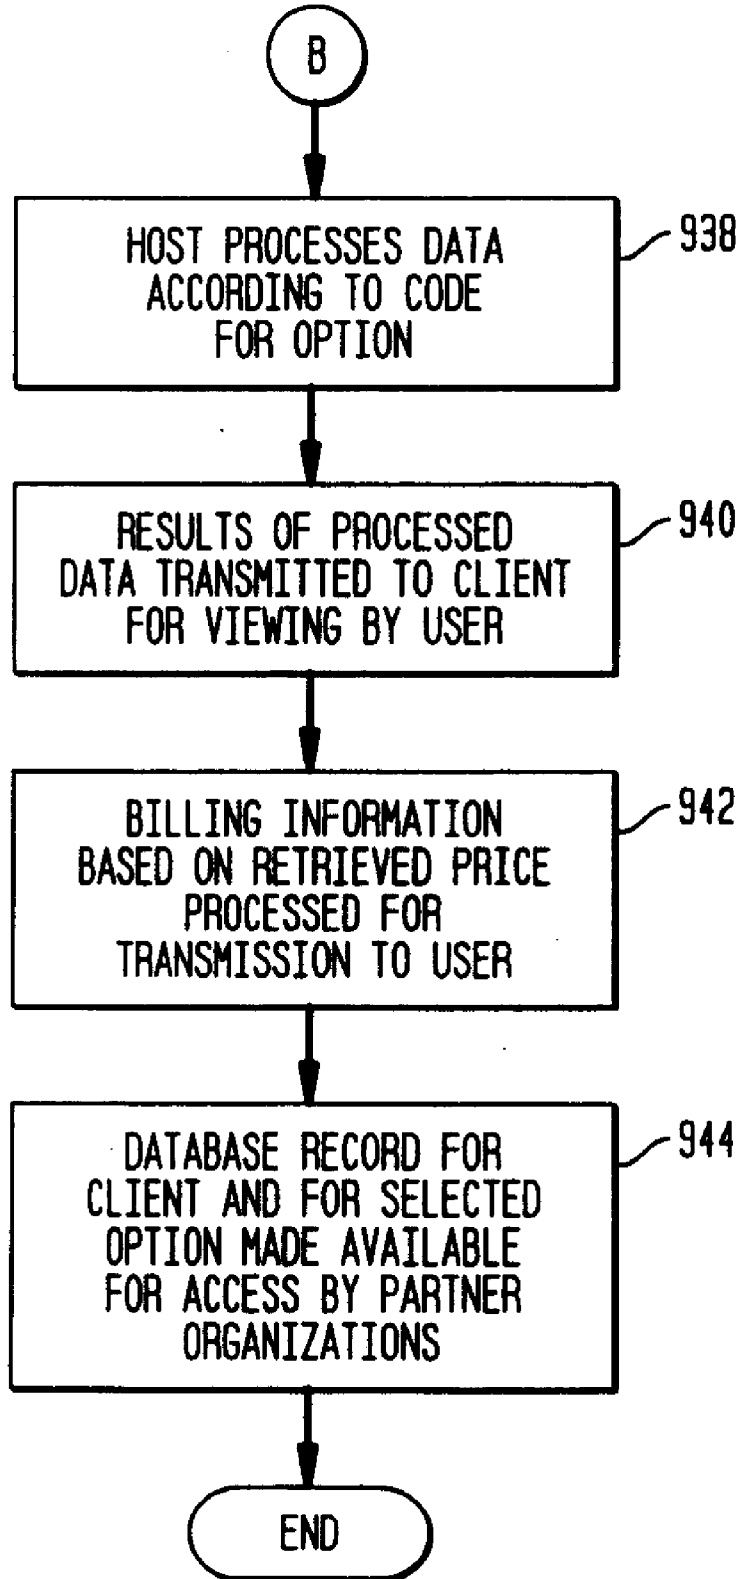 B
HOST PROCESSES DATA
ACCORDING TO CODE
FOR OPTION
938
RESULTS OF PROCESSED
DATA TRANSMITTED TO CLIENT
FOR VIEWING BY USER
940
BILLING INFORMATION
BASED ON RETRIEVED PRICE
PROCESSED FOR
TRANSMISSION TO USER
942
DATABASE RECORD FOR
CLIENT AND FOR SELECTED
OPTION MADE AVAILABLE
FOR ACCESS BY PARTNER
ORGANIZATIONS
944
END